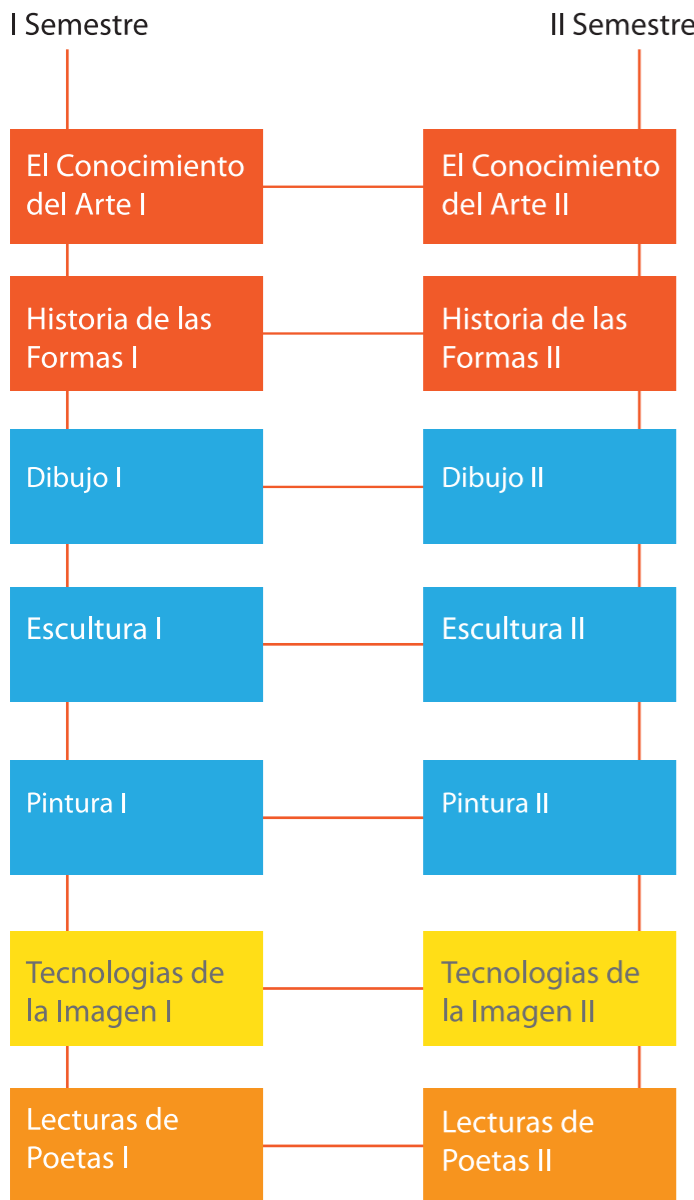 I Semestre
II Semestre
El Conocimiento
del Arte I
El Conocimiento
del Arte II
Historia de las
Formas I
Historia de las
Formas II
Dibujo I
Dibujo II
Escultura I
Escultura II
Pintura I
Pintura II
Tecnologias de
la Imagen I
Tecnologias de
la Imagen II
Lecturas de
Poetas I
Lecturas de
Poetas II